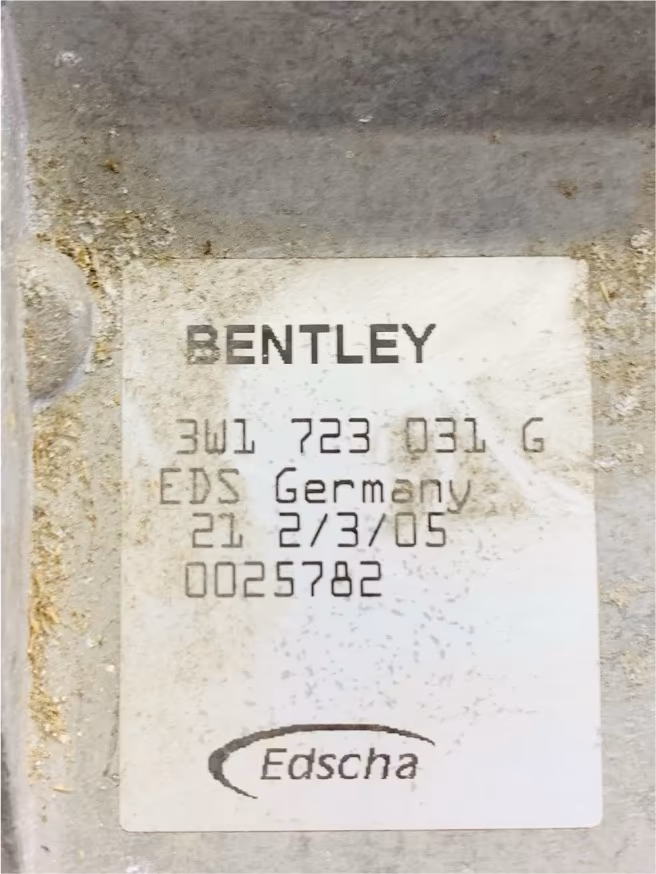 BENTLEY
3W1 723 031 G
EDS Germany
21 2/3/05
0025782
Edscha